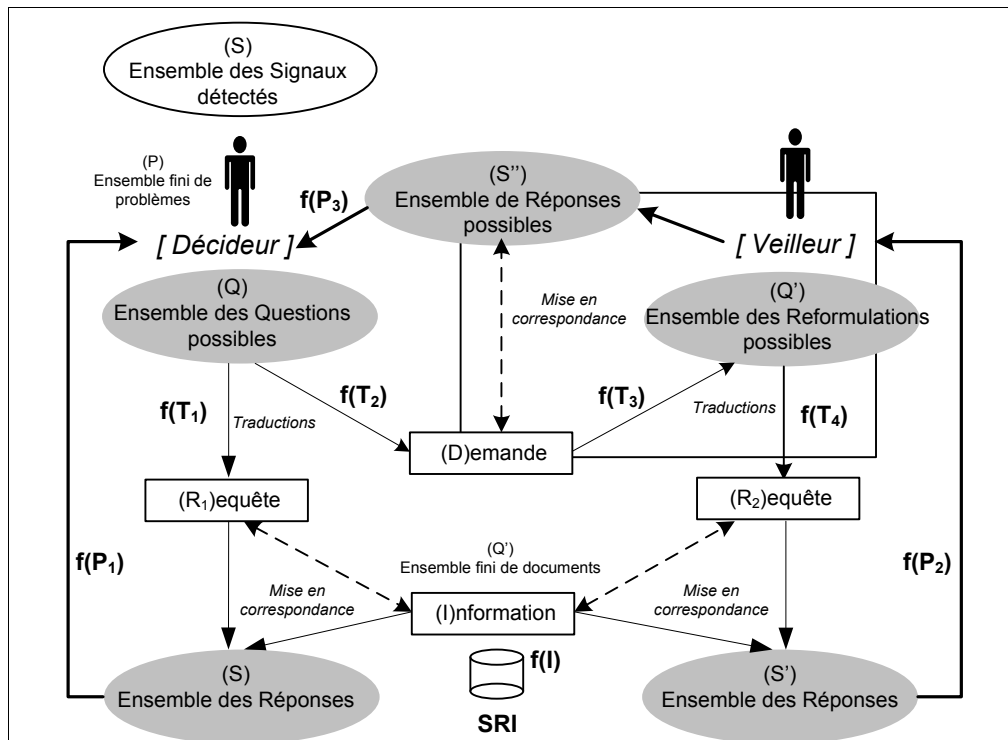 (S)
Ensemble des Signaux
détectés
(P)
Ensemble fini de
problèmes
f(P3)
(S'')
Ensemble de Réponses
possibles
[ Décideur ]
[ Veilleur ]
(Q)
Ensemble des Questions
possibles
Mise en
correspondance
(Q')
Ensemble des Reformulations
possibles
f(T1)
Traductions
f(T2)
f(T3)
Traductions
f(T4)
(D)emande
(R1)equête
(R2)equête
f(P1)
(Q')
Ensemble fini de documents
f(P2)
Mise en
correspondance
(I)nformation
Mise en
correspondance
f(I)
(S)
Ensemble des Réponses
SRI
(S')
Ensemble des Réponses